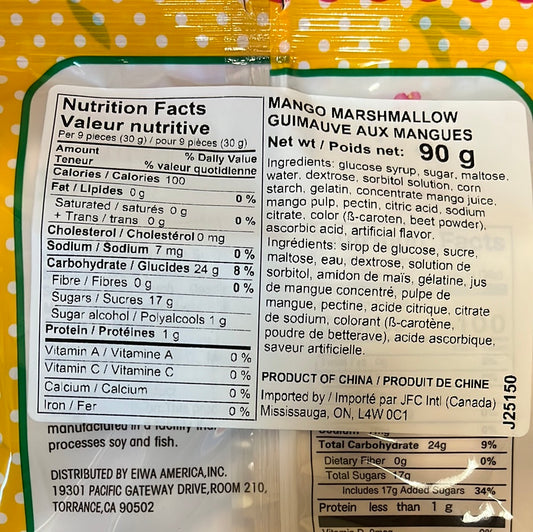 Nutrition Facts
Valeur nutritive
Per 9 pieces (30 g) / pour 9 pièces (30 g)
Amount % Daily Value
Teneur % valeur quotidienne
Calories / Calories 100
Fat / Lipides 0 g 0 %
Saturated / saturés 0 g
+ Trans / trans 0 g 0 %
Cholesterol / Cholestérol 0 mg
Sodium / Sodium 7 mg 0 %
Carbohydrate / Glucides 24 g 8 %
Fibre / Fibres 0 g 0 %
Sugars / Sucres 17 g
Sugar alcohol / Polyalcools 1 g
Protein / Protéines 1 g
Vitamin A / Vitamine A 0 %
Vitamin C / Vitamine C 0 %
Calcium / Calcium 0 %
Iron / Fer 0 %
MANGO MARSHMALLOW
GUIMAUVE AUX MANGUES
Net wt / Poids net: 90 g
Ingredients: glucose syrup, sugar, maltose,
water, dextrose, sorbitol solution, corn
starch, gelatin, concentrate mango juice,
mango pulp, pectin, citric acid, sodium
citrate, color (ß-caroten, beet powder),
ascorbic acid, artificial flavor.
Ingrédients: sirop de glucose, sucre,
maltose, eau, dextrose, solution de
sorbitol, amidon de maïs, gélatine, jus
de mangue concentré, pulpe de
mangue, pectine, acide citrique, citrate
de sodium, colorant (ß-carotène,
poudre de betterave), acide ascorbique,
saveur artificielle.
PRODUCT OF CHINA / PRODUIT DE CHINE
Imported by / Importé par JFC Intl (Canada)
Mississauga, ON, L4W 0C1
J25150
manufactured in a facility that
processes soy and fish.
DISTRIBUTED BY EIWA AMERICA,INC.
19301 PACIFIC GATEWAY DRIVE,ROOM 210,
TORRANCE,CA 90502
Total Carbohydrate 24g 9%
Dietary Fiber 0g 0%
Total Sugars 17g
Includes 17g Added Sugars 34%
Protein less than 1 g